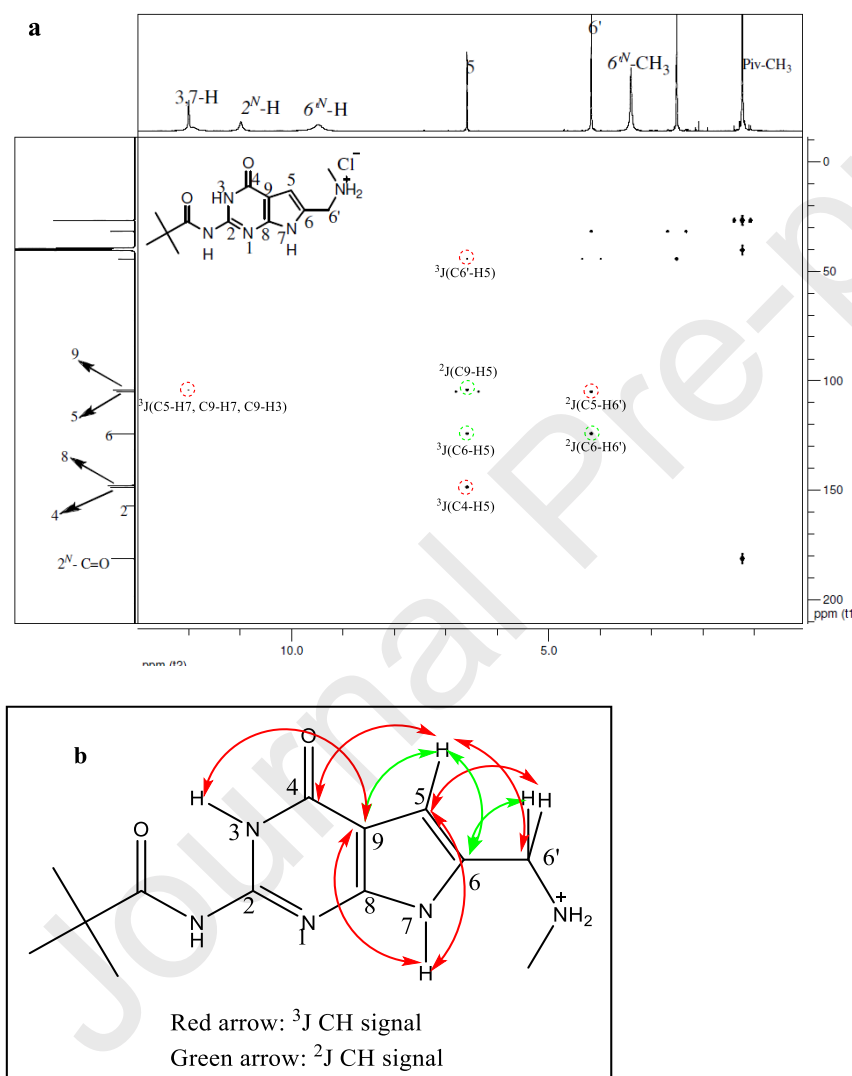 a
3,7-H
2ᴺ-H
6'ᴺ-H
5
6'
6'ᴺ-CH₃
Piv-CH₃
O
4
5
Cl⁻
3
HN
9
O
NH₂⁺
6
6'
N
H
2
N
1
8
7
N
H
³J(C6'-H5)
9
²J(C9-H5)
³J(C5-H7, C9-H7, C9-H3)
²J(C5-H6')
5
6
³J(C6-H5)
²J(C6-H6')
8
³J(C4-H5)
4
2
2ᴺ- C=O
0
50
100
150
200
ppm (t1
10.0
5.0
ppm (t2)
b
O
H
H
4
5
H
H
O
3
N
9
6'
6
2
8
7
N
NH₂⁺
N
H
N
1
H
Red arrow: ³J CH signal
Green arrow: ²J CH signal
Journal Pre-p